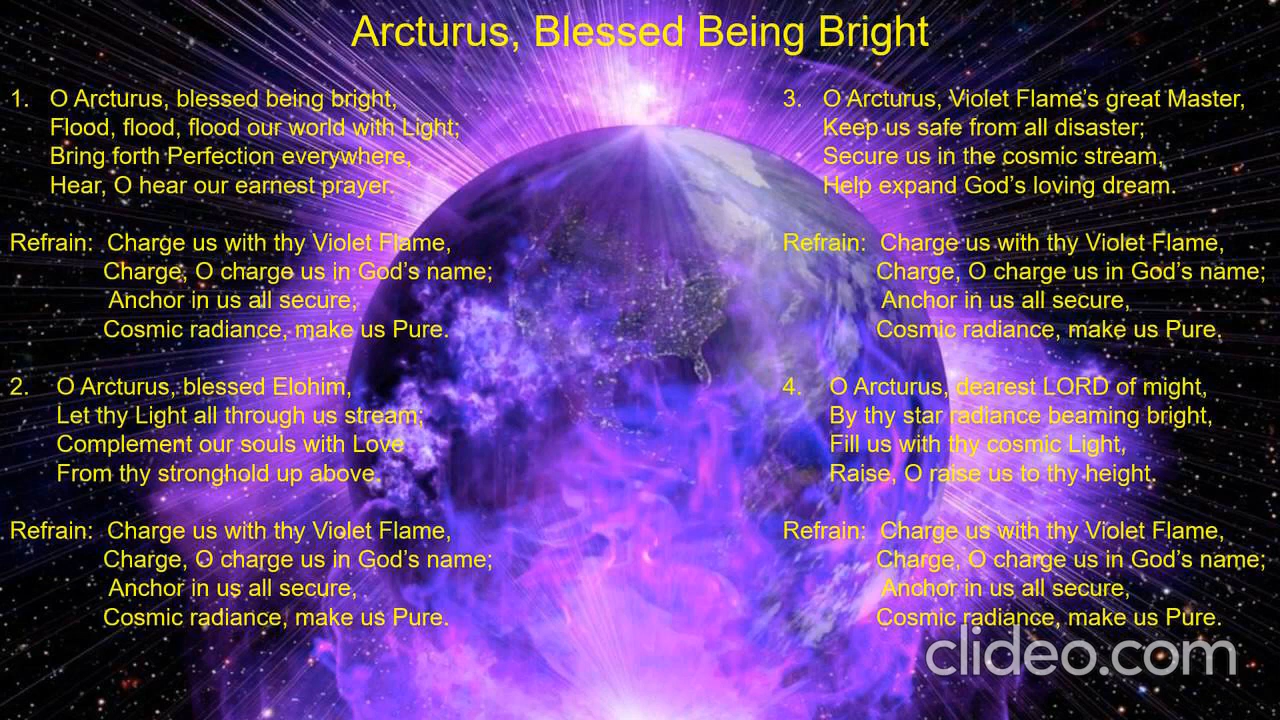 Arcturus, Blessed Being Bright
1. O Arcturus, blessed being bright,
Flood, flood, flood our world with Light;
Bring forth Perfection everywhere,
Hear, O hear our earnest prayer.
Refrain: Charge us with thy Violet Flame,
Charge, O charge us in God's name;
Anchor in us all secure,
Cosmic radiance, make us Pure.
2. O Arcturus, blessed Elohim,
Let thy Light all through us stream;
Complement our souls with Love
From thy stronghold up above.
Refrain: Charge us with thy Violet Flame,
Charge, O charge us in God's name;
Anchor in us all secure,
Cosmic radiance, make us Pure.
3. O Arcturus, Violet Flame's great Master,
Keep us safe from all disaster;
Secure us in the cosmic stream,
Help expand God's loving dream.
Refrain: Charge us with thy Violet Flame,
Charge, O charge us in God's name;
Anchor in us all secure,
Cosmic radiance, make us Pure.
4. O Arcturus, dearest LORD of might,
By thy star radiance beaming bright,
Fill us with thy cosmic Light,
Raise, O raise us to thy height.
Refrain: Charge us with thy Violet Flame,
Charge, O charge us in God's name;
Anchor in us all secure,
Cosmic radiance, make us Pure.
clideo.com